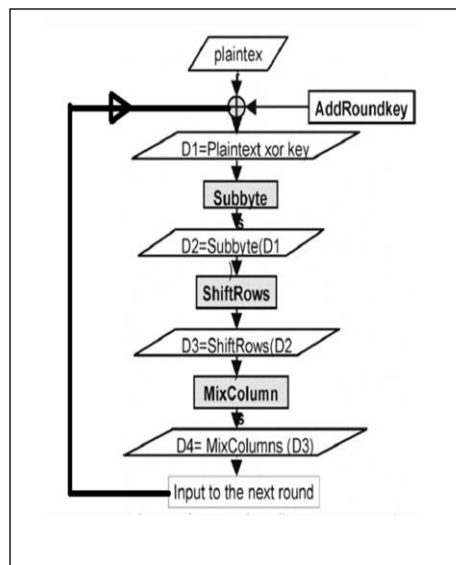 plaintex
AddRoundkey
D1=Plaintext xor key
Subbyte
s
D2=Subbyte(D1
)
ShiftRows
D3=ShiftRows(D2
)
MixColumn
s
D4= MixColumns (D3)
Input to the next round